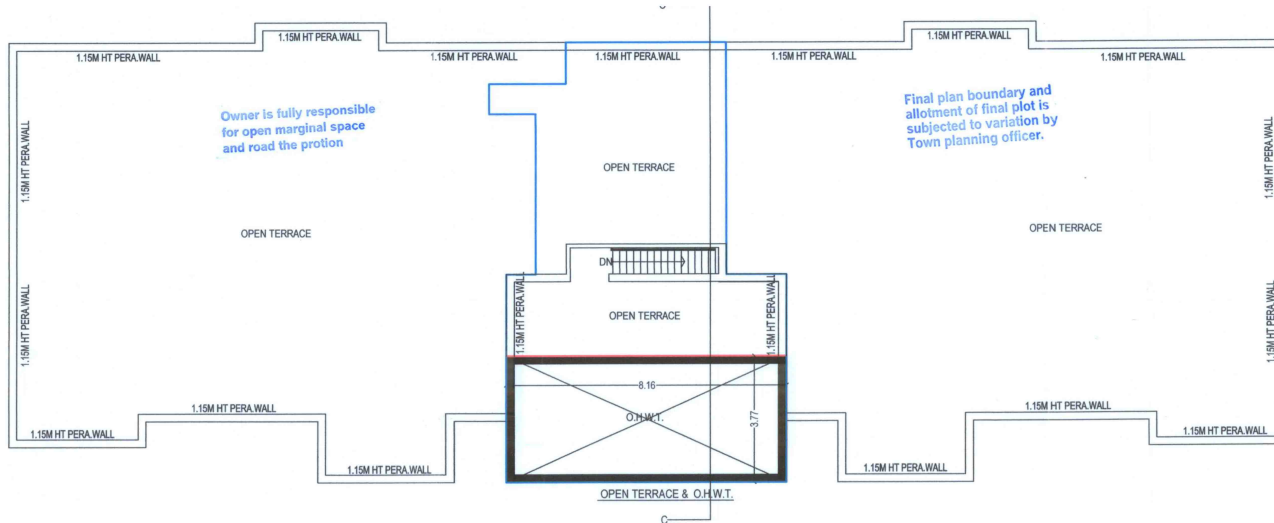 1.15M HT PERA.WALL
1.15M HT PERA.WALL
1.15M HT PERA.WALL
1.15M HT PERA.WALL
1.15M HT PERA.WALL
1.15M HT PERA.WALL
1.15M HT PERA.WALL
1.15M HT PERA.WALL
Owner is fully responsible
for open marginal space
and road the protion
Final plan boundary and
allotment of final plot is
subjected to variation by
Town planning officer.
1.15M HT PERA.WALL
1.15M HT PERA.WALL
OPEN TERRACE
OPEN TERRACE
OPEN TERRACE
DN
1.15M HT PERA.WALL
1.15M HT PERA.WALL
OPEN TERRACE
1.15M HT PERA.WALL
1.15M HT PERA.WALL
8.16
O.H.W.T.
3.77
1.15M HT PERA.WALL
1.15M HT PERA.WALL
1.15M HT PERA.WALL
1.15M HT PERA.WALL
1.15M HT PERA.WALL
1.15M HT PERA.WALL
OPEN TERRACE & O.H.W.T.
C